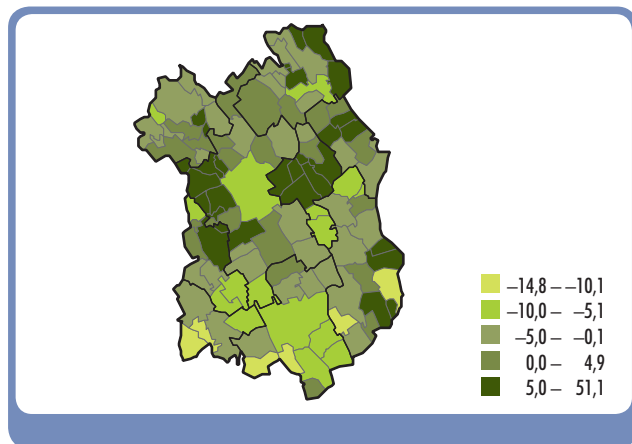 –14,8 – –10,1
–10,0 – –5,1
–5,0 – –0,1
0,0 – 4,9
5,0 – 51,1